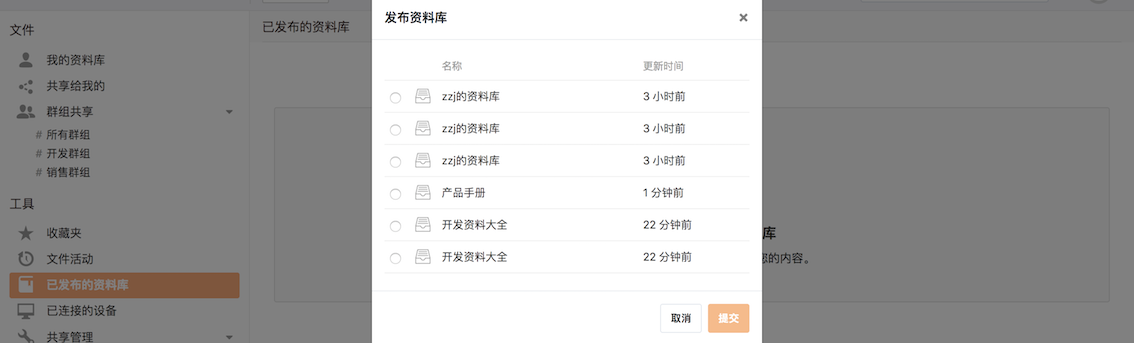 文件
我的资料库
共享给我的
群组共享
# 所有群组
# 开发群组
# 销售群组
工具
收藏夹
文件活动
已发布的资料库
已连接的设备
共享管理
已发布的资料库
库
您的内容。
发布资料库 ×
名称 更新时间
zzj的资料库 3 小时前
zzj的资料库 3 小时前
zzj的资料库 3 小时前
产品手册 1 分钟前
开发资料大全 22 分钟前
开发资料大全 22 分钟前
取消 提交